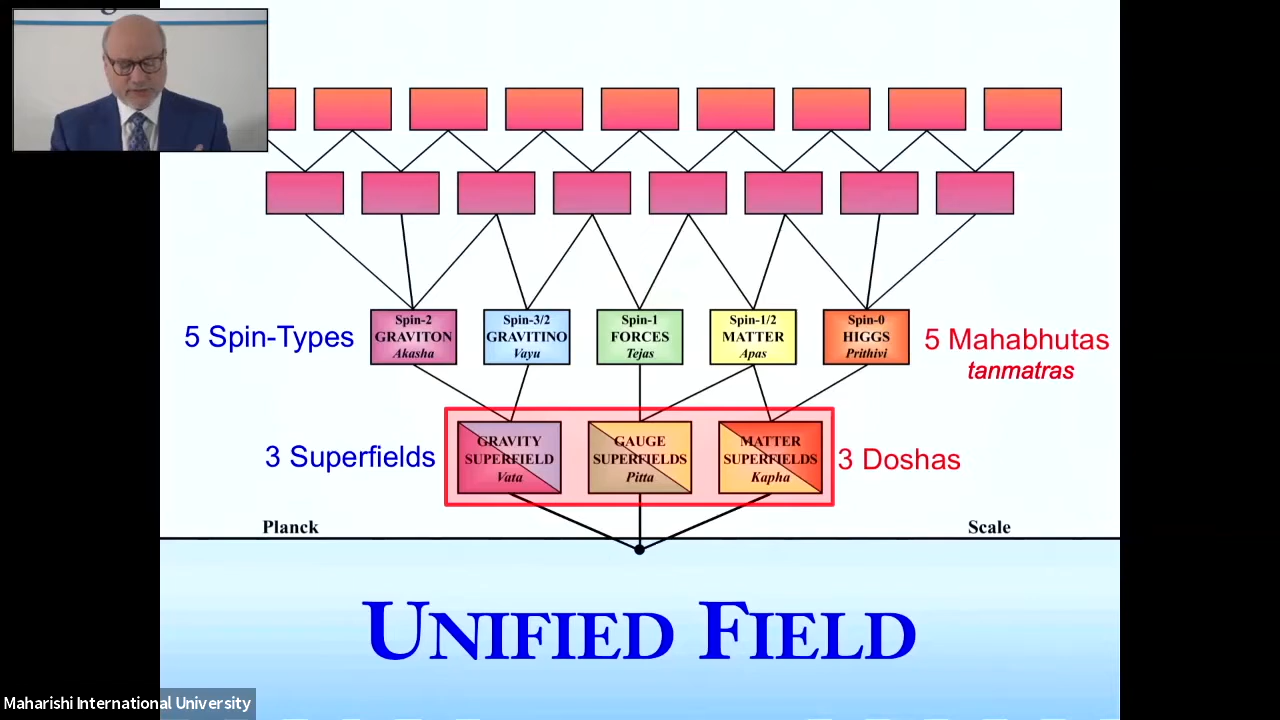 5 Spin-Types
Spin-2
GRAVITON
Akasha
Spin-3/2
GRAVITINO
Vayu
Spin-1
FORCES
Tejas
Spin-1/2
MATTER
Apas
Spin-0
HIGGS
Prithivi
5 Mahabhutas
tanmatras
3 Superfields
GRAVITY
SUPERFIELD
Vata
GAUGE
SUPERFIELDS
Pitta
MATTER
SUPERFIELDS
Kapha
3 Doshas
Planck
Scale
UNIFIED FIELD
Maharishi International University